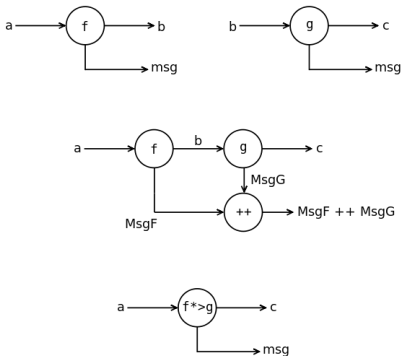 a f b
msg
b g c
msg
a f b g c
MsgG
++ MsgF ++ MsgG
MsgF
a f*>g c
msg